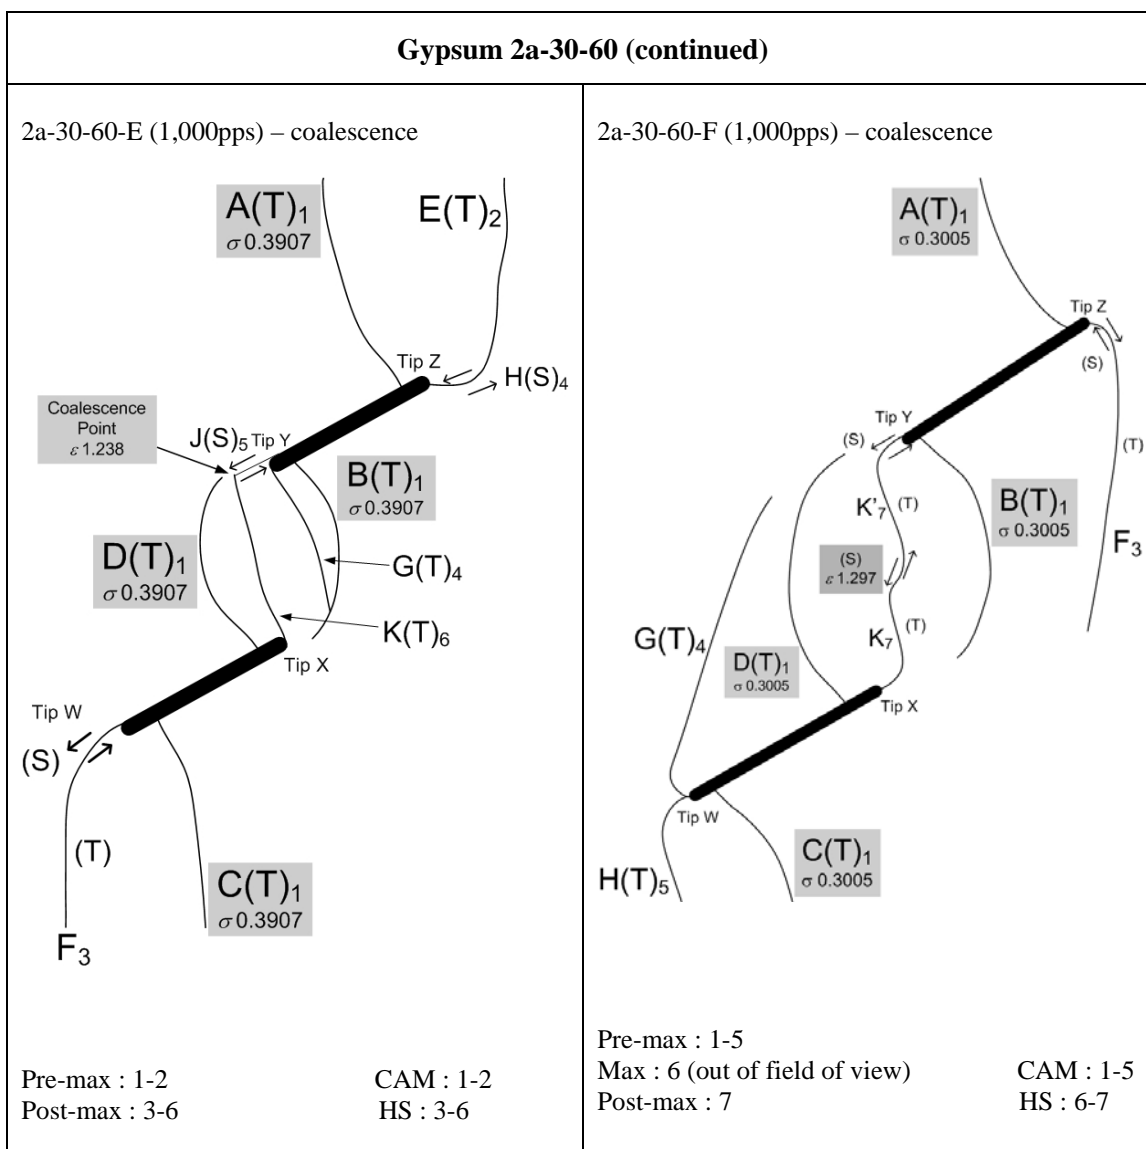 Gypsum 2a-30-60 (continued)
2a-30-60-E (1,000pps) – coalescence
A(T)₁
σ 0.3907
E(T)₂
Tip Z
H(S)₄
Coalescence
Point
ε 1.238
J(S)₅
Tip Y
B(T)₁
σ 0.3907
D(T)₁
σ 0.3907
G(T)₄
K(T)₆
Tip X
Tip W
(S)
(T)
C(T)₁
σ 0.3907
F₃
Pre-max : 1-2 CAM : 1-2
Post-max : 3-6 HS : 3-6
2a-30-60-F (1,000pps) – coalescence
A(T)₁
σ 0.3005
Tip Z
(S)
Tip Y
(S)
(T)
K'₇ (T)
B(T)₁
σ 0.3005
F₃
(S)
ε 1.297
G(T)₄
K₇ (T)
D(T)₁
σ 0.3005
Tip X
Tip W
C(T)₁
σ 0.3005
H(T)₅
Pre-max : 1-5
Max : 6 (out of field of view) CAM : 1-5
Post-max : 7 HS : 6-7